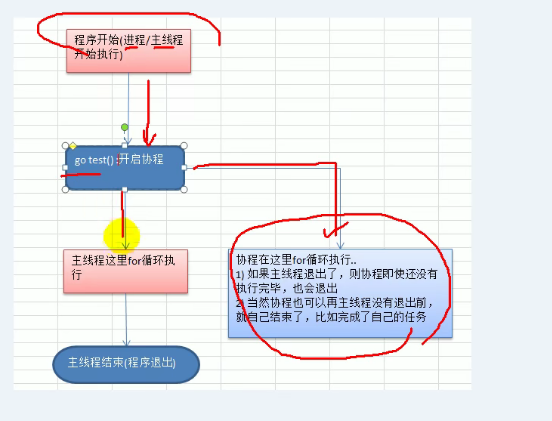 程序开始(进程/主线程
开始执行)
go test() :开启协程
主线程这里for循环执
行
协程在这里for循环执行..
1) 如果主线程退出了，则协程即使还没有
执行完毕，也会退出
2) 当然协程也可以再主线程没有退出前，
就自己结束了，比如完成了自己的任务
主线程结束(程序退出)